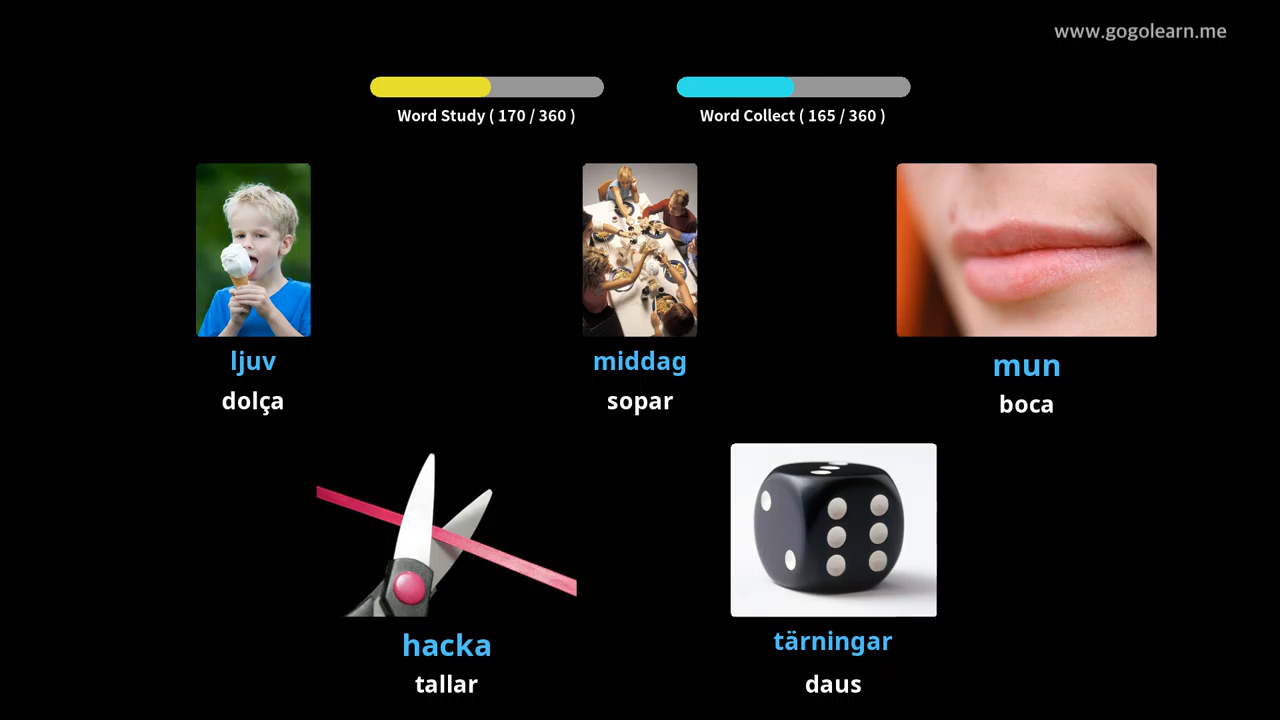 www.gogolearn.me
Word Study ( 170 / 360 )
Word Collect ( 165 / 360 )
ljuv
dolça
middag
sopar
mun
boca
hacka
tallar
tärningar
daus